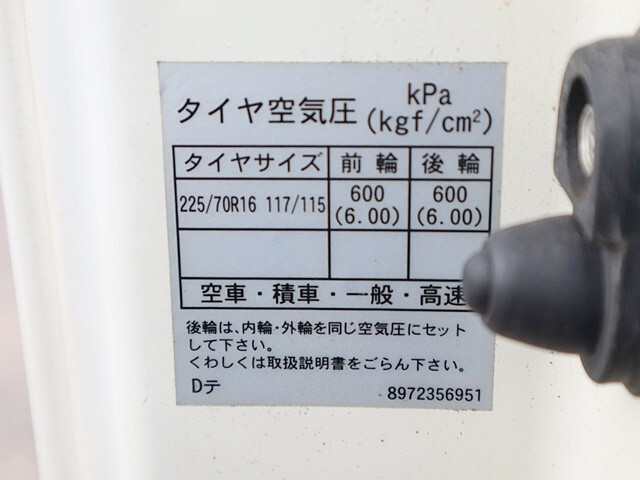 タイヤ空気圧 kPa
(kgf/cm²)
タイヤサイズ 前輪 後輪
225/70R16 117/115 600 600
(6.00) (6.00)
空車・積車・一般・高速
後輪は、内輪・外輪を同じ空気圧にセット
して下さい。
くわしくは取扱説明書をごらん下さい。
Dテ 8972356951